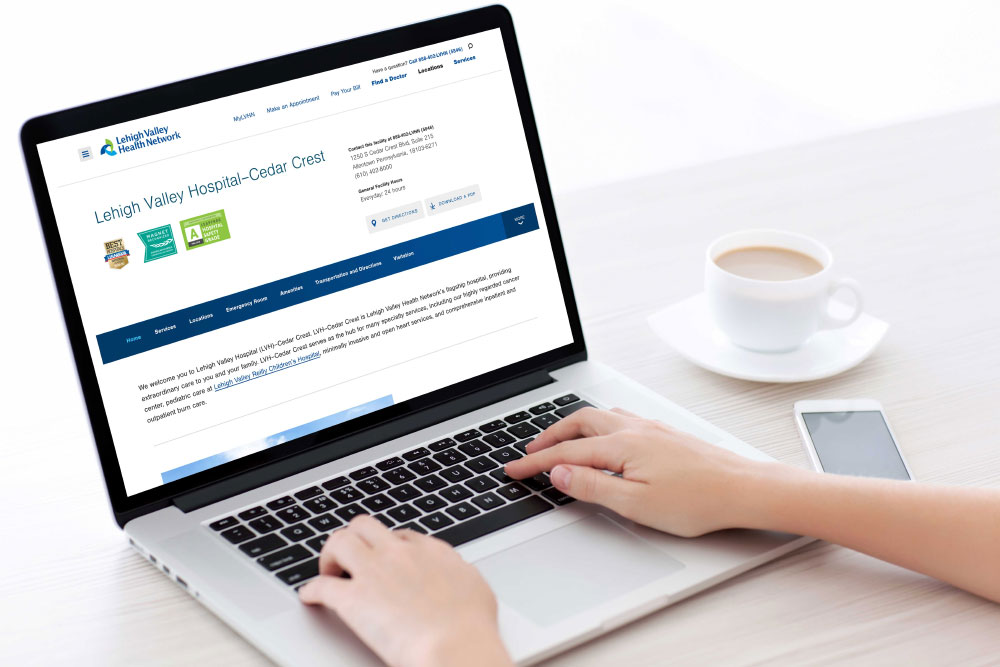 Have a question? Call 888-402-LVHN (5846)
MyLVHN Make an Appointment Pay Your Bill Find a Doctor Locations Services
Lehigh Valley
Health Network
Lehigh Valley Hospital–Cedar Crest
Contact this facility at 888-402-LVHN (5846)
1250 S Cedar Crest Blvd, Suite 215
Allentown Pennsylvania, 18103-6271
(610) 402-8000
General Facility Hours
Everyday: 24 hours
GET DIRECTIONS
DOWNLOAD A PDF
BEST
MAGNET
RECOGNIZED
A
HOSPITAL
SAFETY
GRADE
Home Services Locations Emergency Room Amenities Transportation and Directions Visitation MORE
We welcome you to Lehigh Valley Hospital (LVH)–Cedar Crest. LVH–Cedar Crest is Lehigh Valley Health Network's flagship hospital, providing
extraordinary care to you and your family. LVH–Cedar Crest serves as the hub for many specialty services, including our highly regarded cancer
center, pediatric care at Lehigh Valley Reilly Children's Hospital, minimally invasive and open heart services, and comprehensive inpatient and
outpatient burn care.